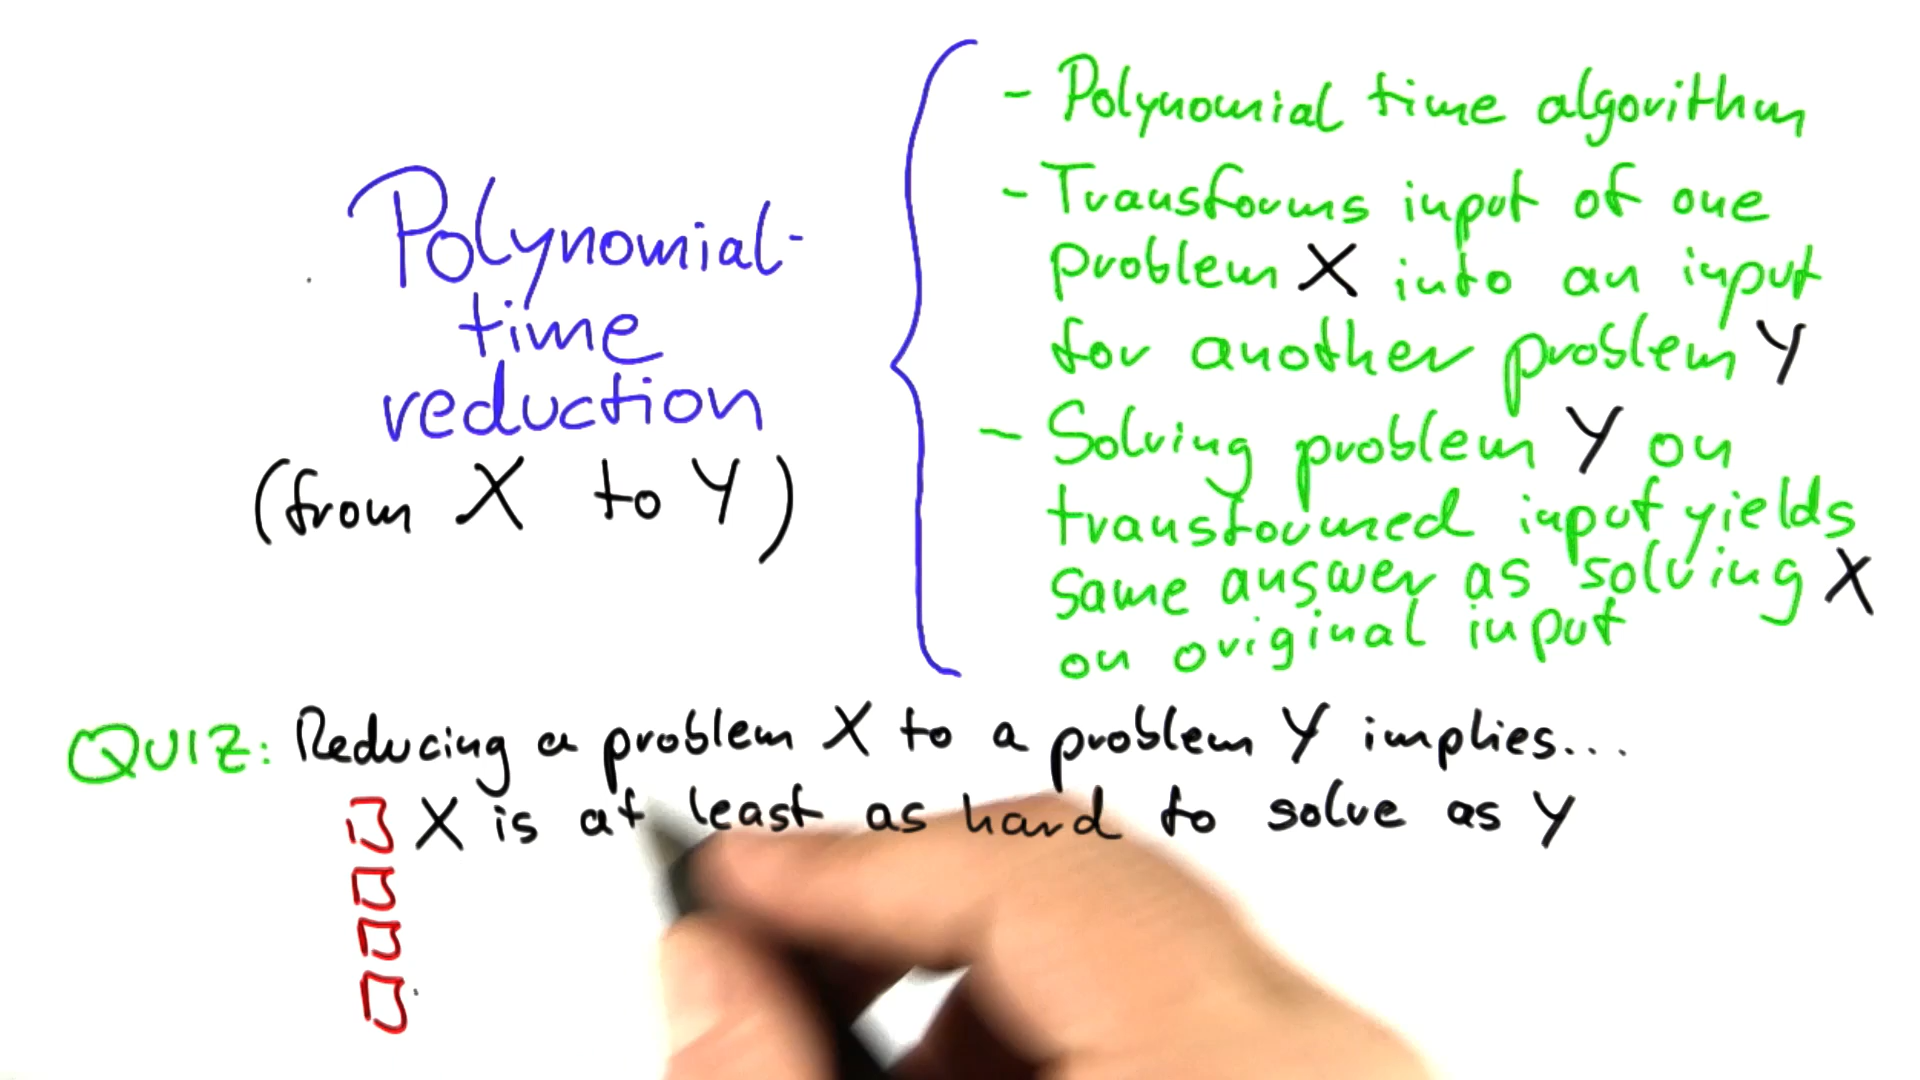 Polynomial-
time
reduction
(from X to Y)
- Polynomial time algorithm
- Transforms input of one
problem X into an input
for another problem Y
- Solving problem Y on
transformed input yields
same answer as solving X
on original input
QUIZ: Reducing a problem X to a problem Y implies...
X is at least as hard to solve as Y